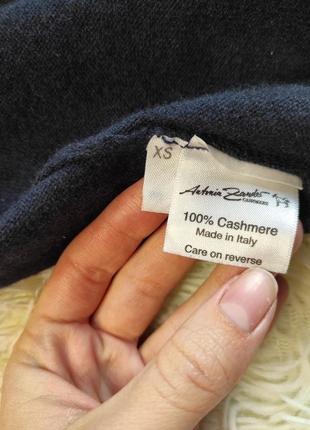 XS
Antonia Zander
CASHMERE
100% Cashmere
Made in Italy
Care on reverse